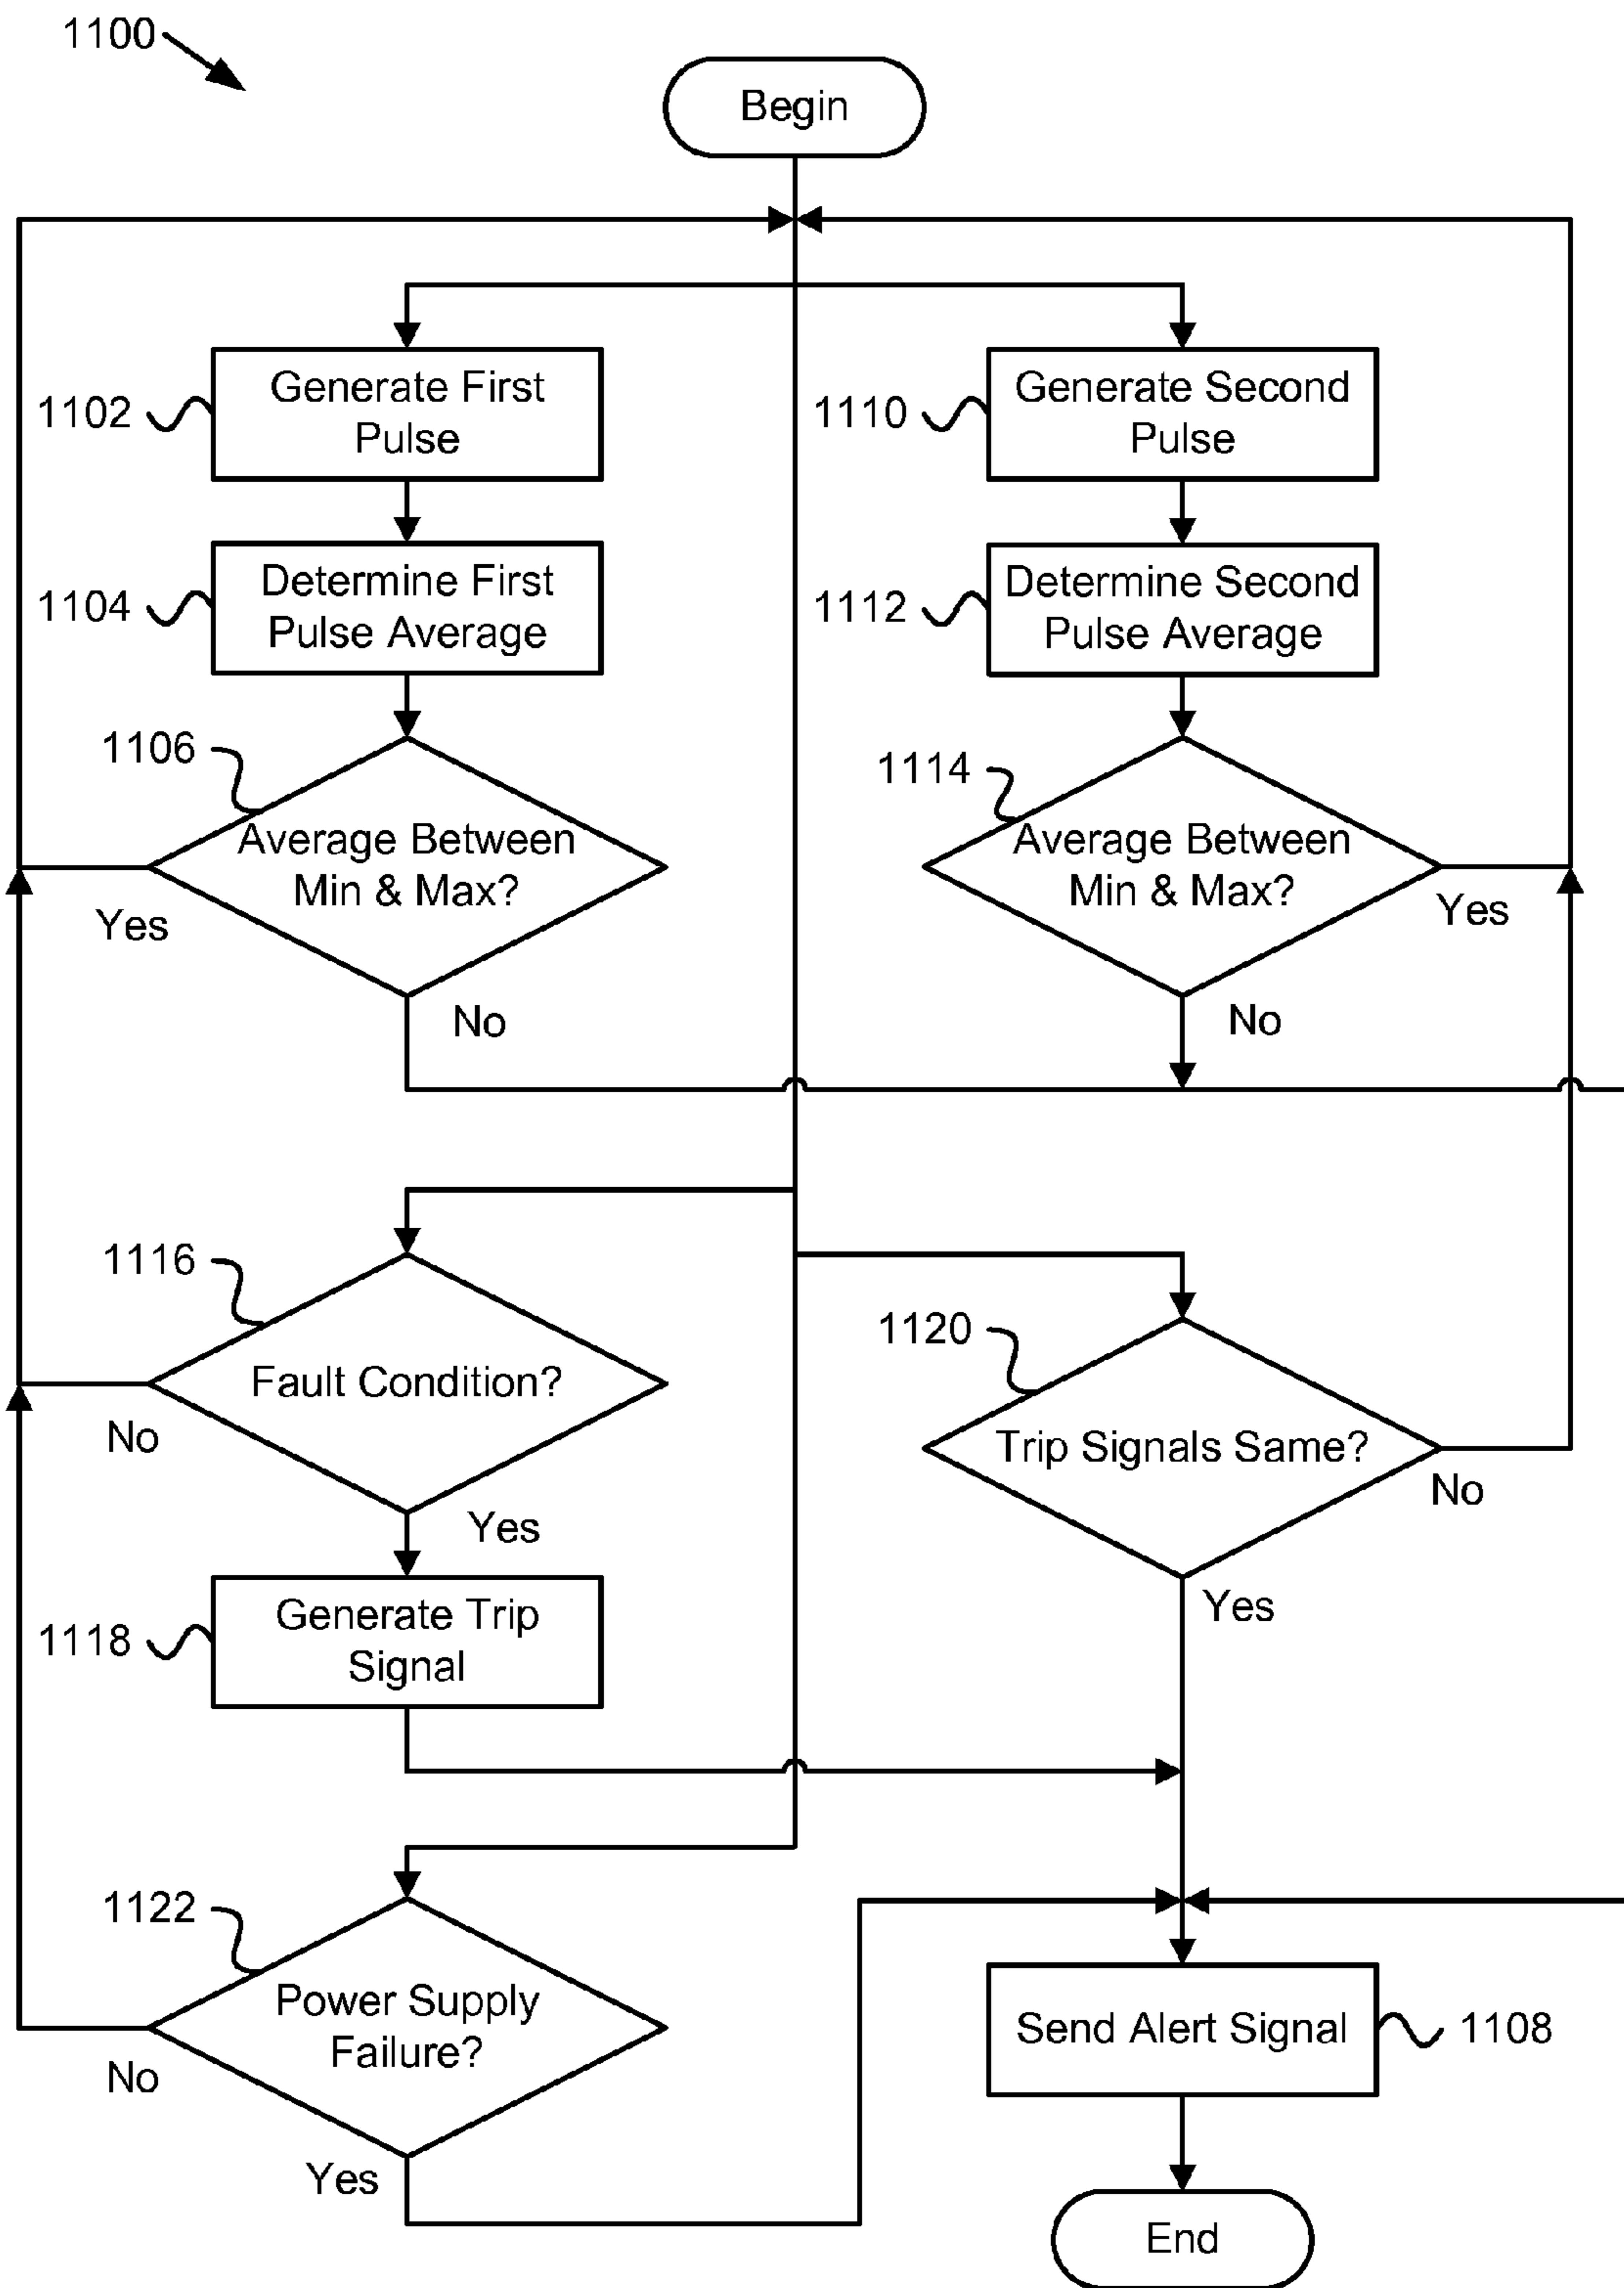 1100
Begin
1102
Generate First
Pulse
1110
Generate Second
Pulse
1104
Determine First
Pulse Average
1112
Determine Second
Pulse Average
1106
Average Between
Min & Max?
Yes
No
1114
Average Between
Min & Max?
Yes
No
1116
Fault Condition?
No
Yes
1120
Trip Signals Same?
No
Yes
1118
Generate Trip
Signal
1122
Power Supply
Failure?
No
Yes
Send Alert Signal
1108
End